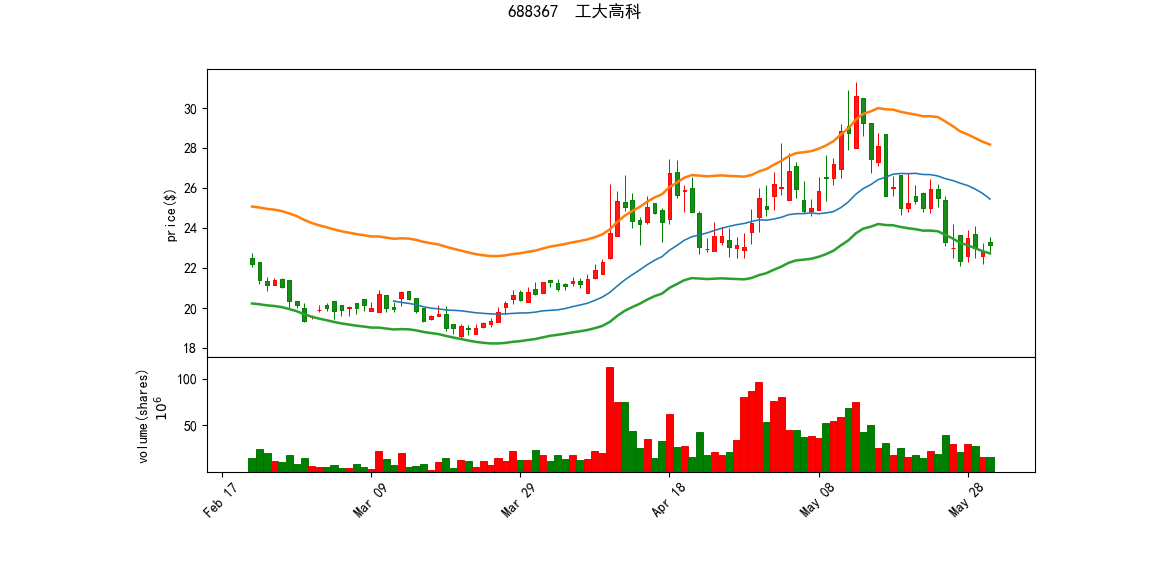 688367 工大高科
price($)
30
28
26
24
22
20
18
volume(shares)
10^6
100
50
Feb 17
Mar 09
Mar 29
Apr 18
May 08
May 28